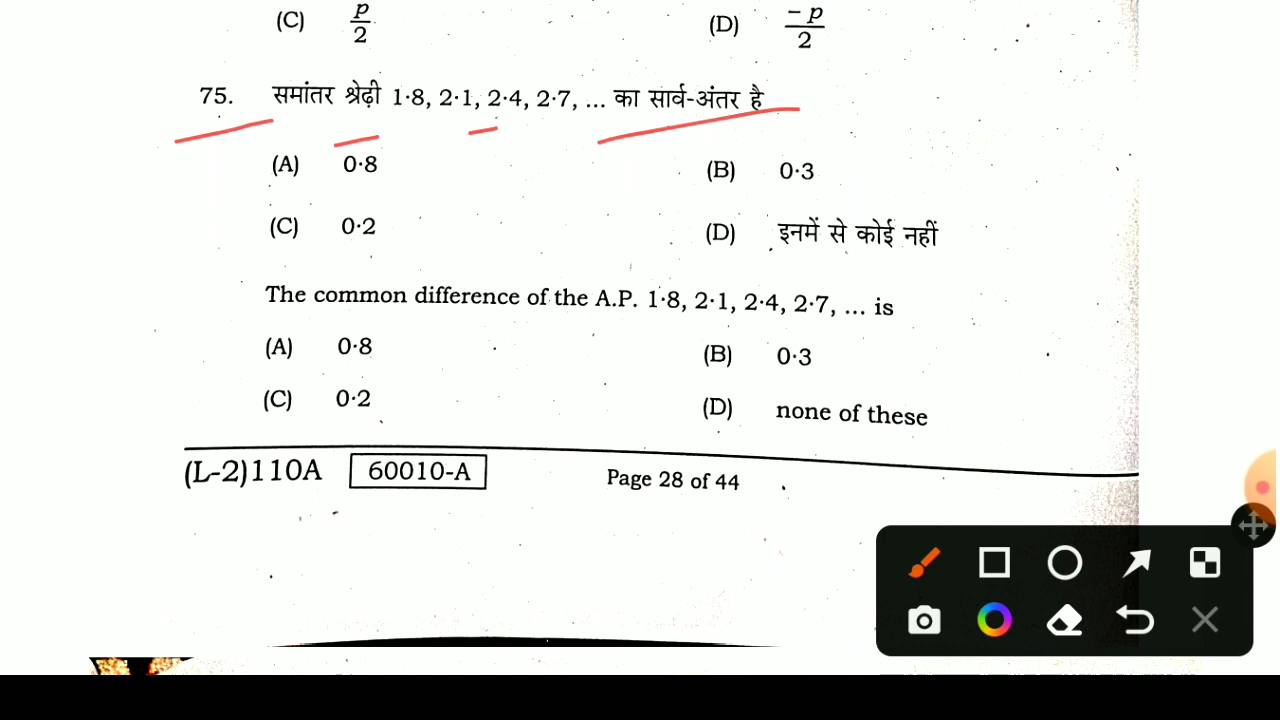 (C) p/2 (D) -p/2
75. समांतर श्रेढ़ी 1·8, 2·1, 2·4, 2·7, ... का सार्व-अंतर है
(A) 0·8 (B) 0·3
(C) 0·2 (D) इनमें से कोई नहीं
The common difference of the A.P. 1·8, 2·1, 2·4, 2·7, ... is
(A) 0·8 (B) 0·3
(C) 0·2 (D) none of these
(L-2)110A 60010-A Page 28 of 44